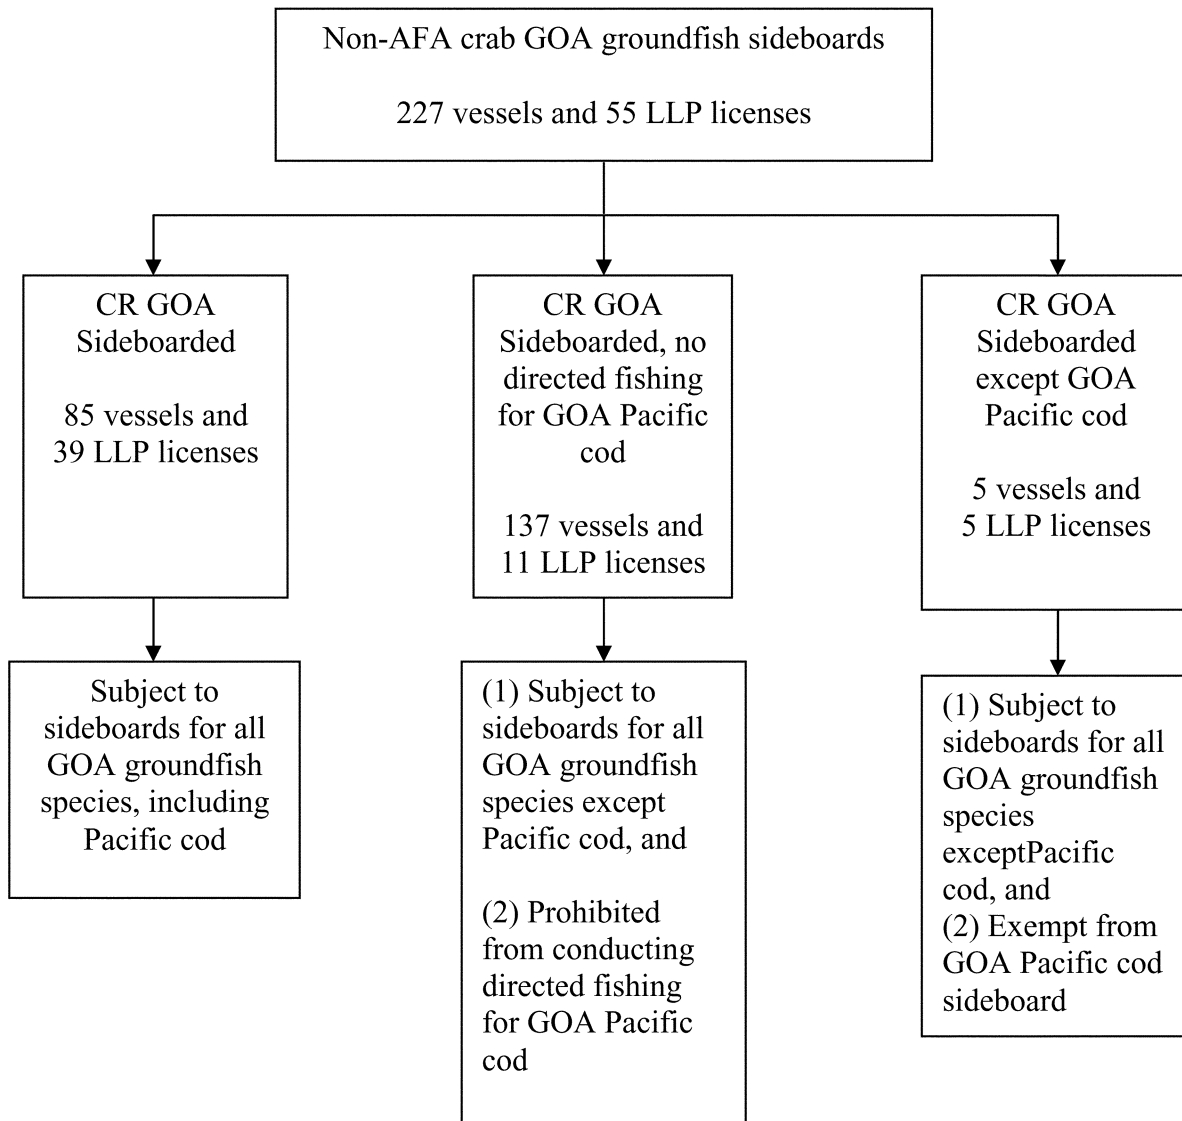 Non-AFA crab GOA groundfish sideboards
227 vessels and 55 LLP licenses
CR GOA
Sideboarded
85 vessels and
39 LLP licenses
CR GOA
Sideboarded, no
directed fishing
for GOA Pacific
cod
137 vessels and
11 LLP licenses
CR GOA
Sideboarded
except GOA
Pacific cod
5 vessels and
5 LLP licenses
Subject to
sideboards for all
GOA groundfish
species, including
Pacific cod
(1) Subject to
sideboards for all
GOA groundfish
species except
Pacific cod, and
(2) Prohibited
from conducting
directed fishing
for GOA Pacific
cod
(1) Subject to
sideboards for all
GOA groundfish
species
exceptPacific
cod, and
(2) Exempt from
GOA Pacific cod
sideboard